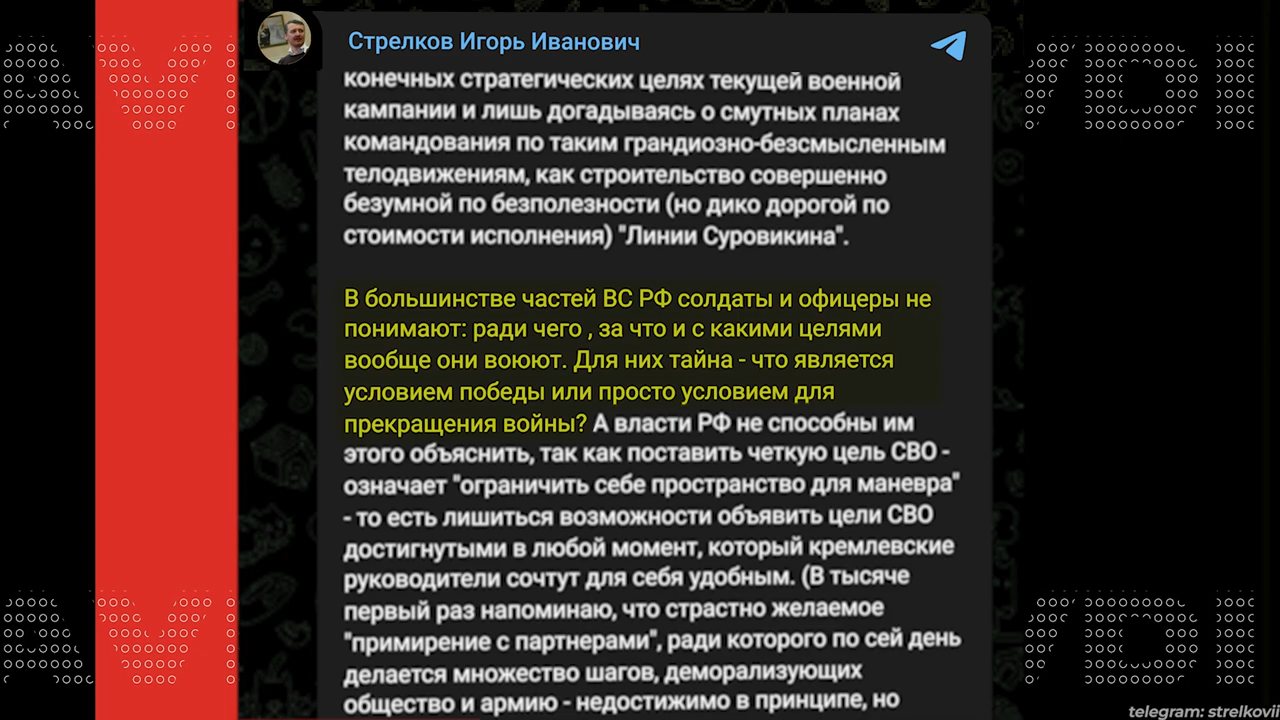 Стрелков Игорь Иванович
конечных стратегических целях текущей военной
кампании и лишь догадываясь о смутных планах
командования по таким грандиозно-безсмысленным
телодвижениям, как строительство совершенно
безумной по безполезности (но дико дорогой по
стоимости исполнения) "Линии Суровикина".
В большинстве частей ВС РФ солдаты и офицеры не
понимают: ради чего , за что и с какими целями
вообще они воюют. Для них тайна - что является
условием победы или просто условием для
прекращения войны? А власти РФ не способны им
этого объяснить, так как поставить четкую цель СВО -
означает "ограничить себе пространство для маневра"
- то есть лишиться возможности объявить цели СВО
достигнутыми в любой момент, который кремлевские
руководители сочтут для себя удобным. (В тысяче
первый раз напоминаю, что страстно желаемое
"примирение с партнерами", ради которого по сей день
делается множество шагов, деморализующих
общество и армию - недостижимо в принципе, но
telegram: strelkovii